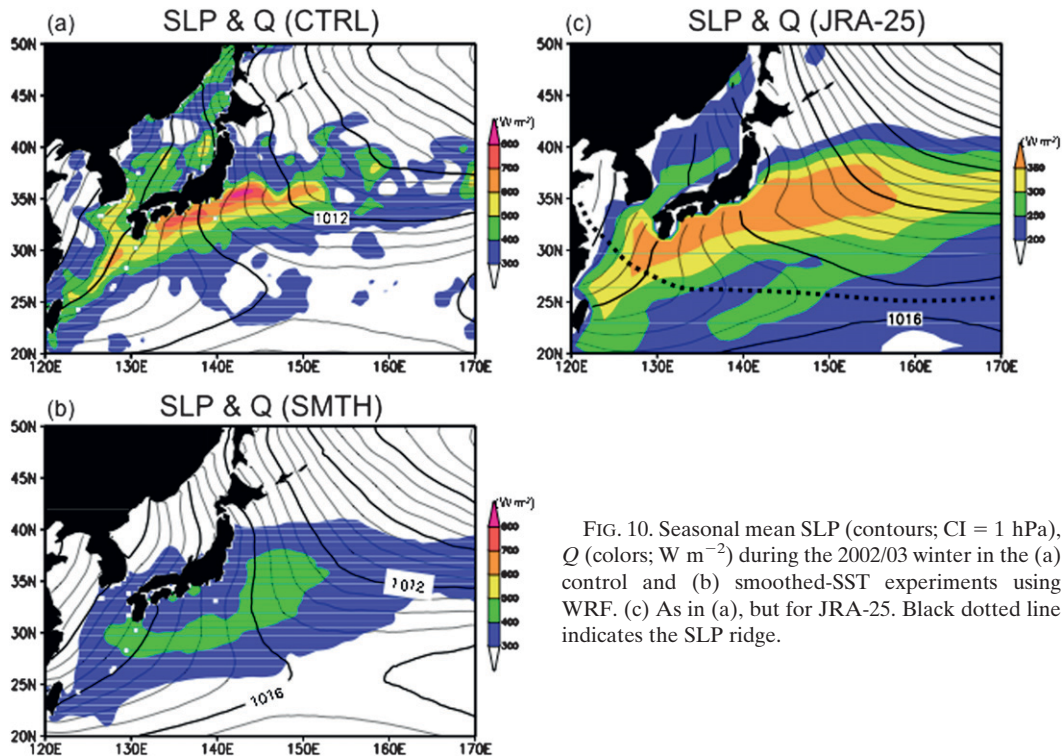 (a) SLP & Q (CTRL)
50N
45N
40N
35N
30N
25N
20N
120E 130E 140E 150E 160E 170E
1012
(W m-2)
800
700
600
500
400
300
(c) SLP & Q (JRA-25)
50N
45N
40N
35N
30N
25N
20N
120E 130E 140E 150E 160E 170E
1016
(W m-2)
350
300
250
200
(b) SLP & Q (SMTH)
50N
45N
40N
35N
30N
25N
20N
120E 130E 140E 150E 160E 170E
1012
1016
(W m-2)
800
700
600
500
400
300
FIG. 10. Seasonal mean SLP (contours; CI = 1 hPa),
Q (colors; W m−2) during the 2002/03 winter in the (a)
control and (b) smoothed-SST experiments using
WRF. (c) As in (a), but for JRA-25. Black dotted line
indicates the SLP ridge.